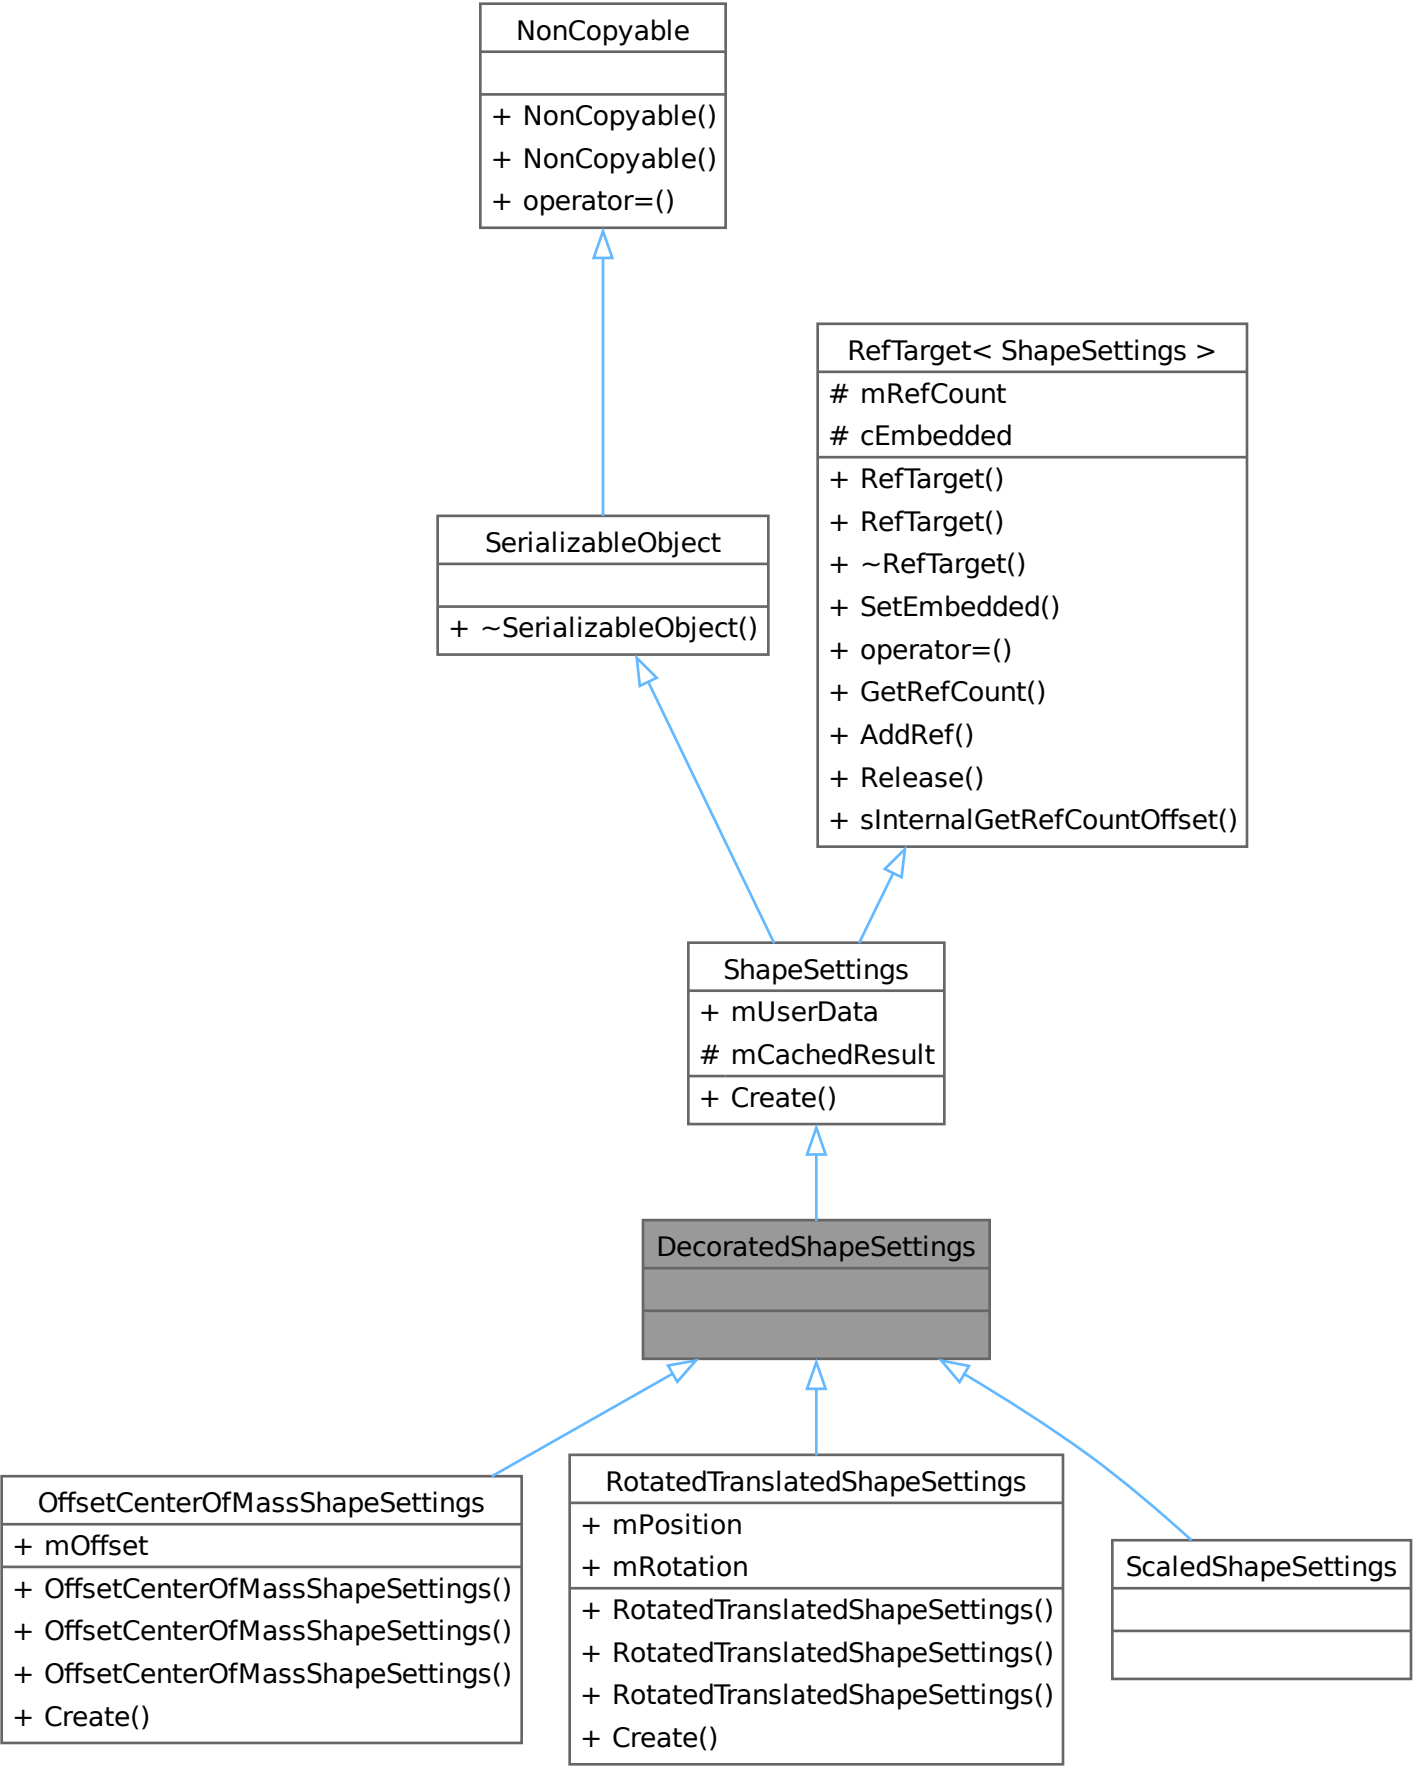 NonCopyable
+ NonCopyable()
+ NonCopyable()
+ operator=()
RefTarget< ShapeSettings >
# mRefCount
# cEmbedded
+ RefTarget()
+ RefTarget()
+ ~RefTarget()
+ SetEmbedded()
+ operator=()
+ GetRefCount()
+ AddRef()
+ Release()
+ sInternalGetRefCountOffset()
SerializableObject
+ ~SerializableObject()
ShapeSettings
+ mUserData
# mCachedResult
+ Create()
DecoratedShapeSettings
OffsetCenterOfMassShapeSettings
+ mOffset
+ OffsetCenterOfMassShapeSettings()
+ OffsetCenterOfMassShapeSettings()
+ OffsetCenterOfMassShapeSettings()
+ Create()
RotatedTranslatedShapeSettings
+ mPosition
+ mRotation
+ RotatedTranslatedShapeSettings()
+ RotatedTranslatedShapeSettings()
+ RotatedTranslatedShapeSettings()
+ Create()
ScaledShapeSettings